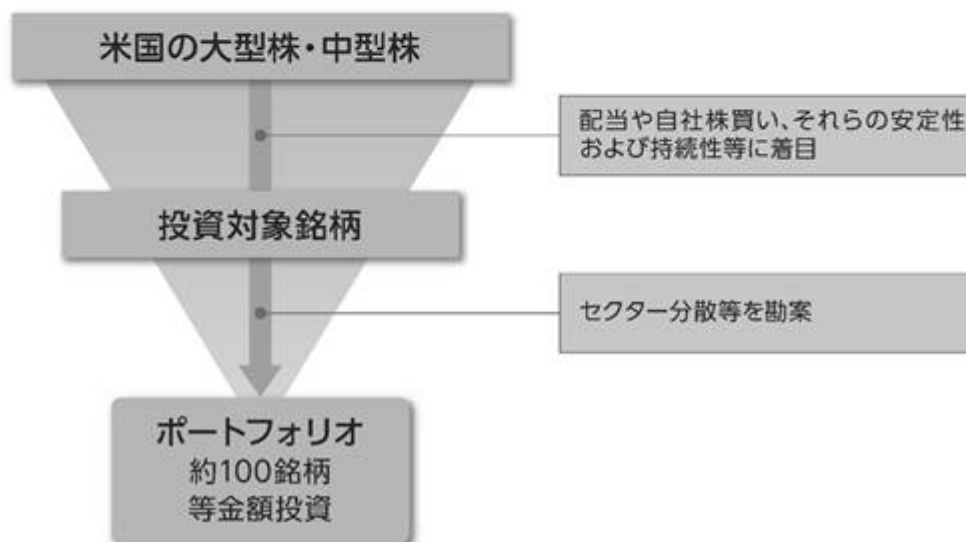 米国の大型株・中型株
配当や自社株買い、それらの安定性
および持続性等に着目
投資対象銘柄
セクター分散等を勘案
ポートフォリオ
約100銘柄
等金額投資